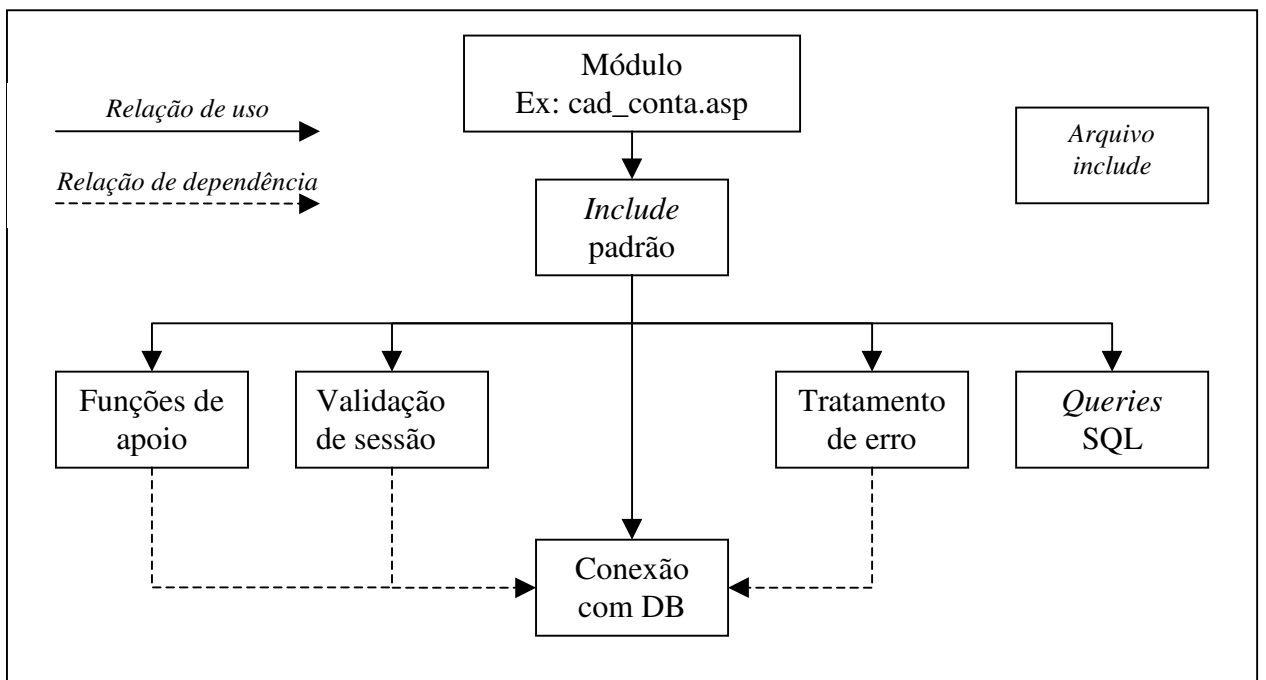 Módulo
Ex: cad_conta.asp
Relação de uso
Relação de dependência
Arquivo
include
Include
padrão
Funções de
apoio
Validação
de sessão
Tratamento
de erro
Queries
SQL
Conexão
com DB